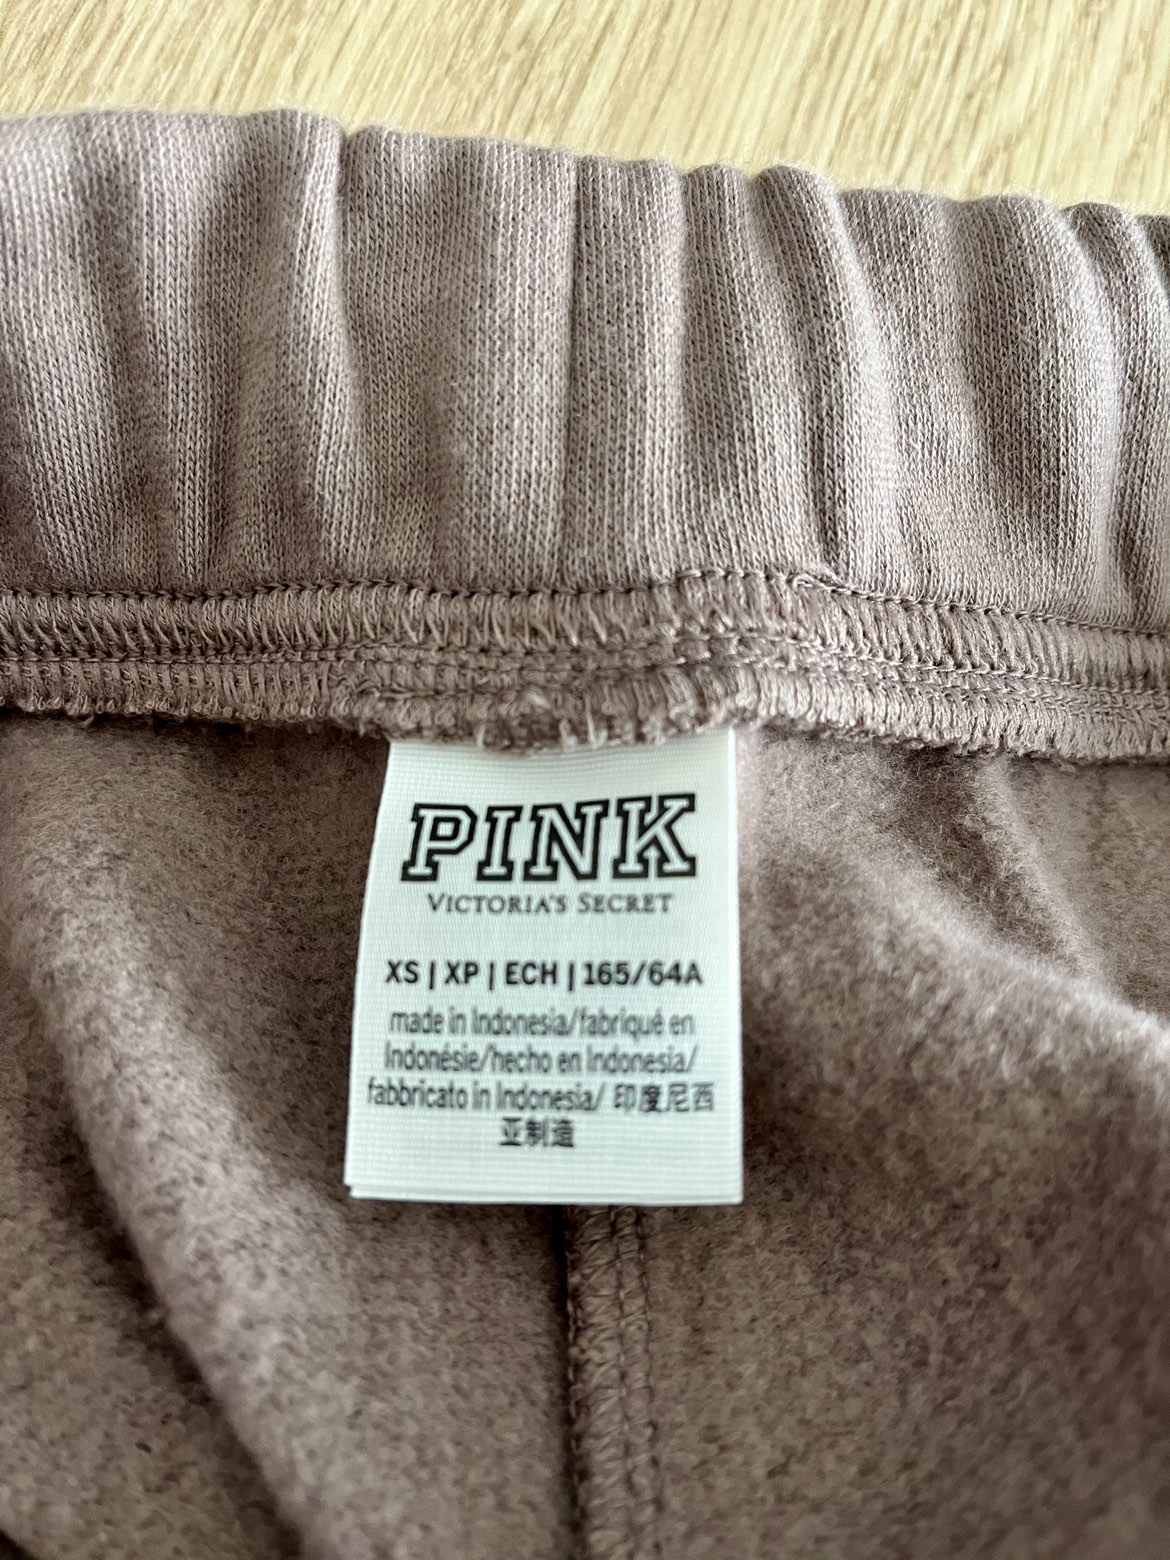 PINK
VICTORIA'S SECRET
XS | XP | ECH | 165/64A
made in Indonesia/fabriqué en
Indonésie/hecho en Indonesia/
fabbricato in Indonesia/ 印度尼西
亚制造